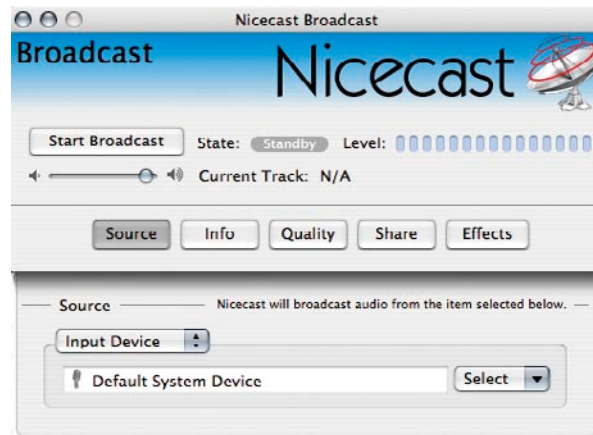 Nicecast Broadcast
Broadcast
Nicecast
Start Broadcast State: Standby Level:
Current Track: N/A
Source Info Quality Share Effects
Source Nicecast will broadcast audio from the item selected below.
Input Device
Default System Device Select